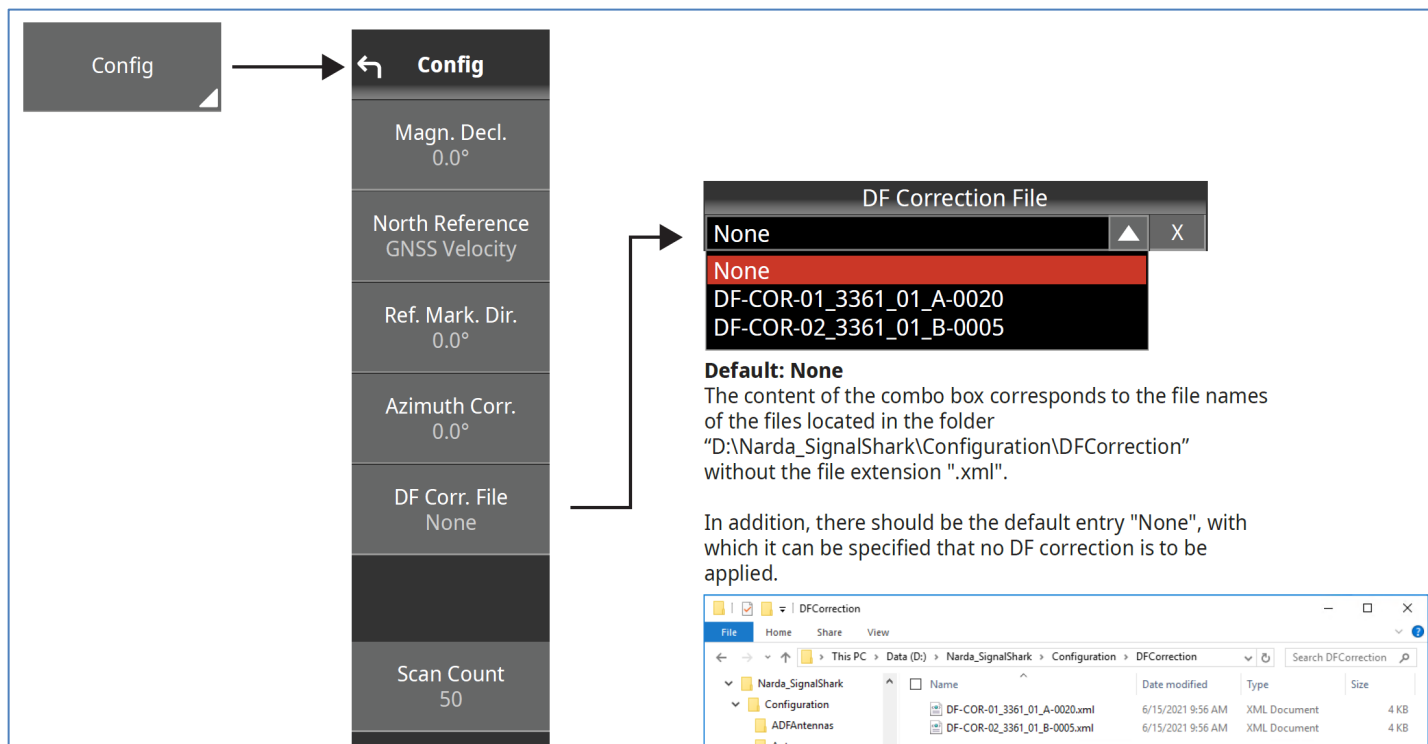 Config
Config
Magn. Decl.
0.0°
North Reference
GNSS Velocity
Ref. Mark. Dir.
0.0°
Azimuth Corr.
0.0°
DF Corr. File
None
Scan Count
50
DF Correction File
None
X
None
DF-COR-01_3361_01_A-0020
DF-COR-02_3361_01_B-0005
Default: None
The content of the combo box corresponds to the file names
of the files located in the folder
“D:\Narda_SignalShark\Configuration\DFCorrection”
without the file extension ".xml".
In addition, there should be the default entry "None", with
which it can be specified that no DF correction is to be
applied.
DFCorrection
File Home Share View
This PC > Data (D:) > Narda_SignalShark > Configuration > DFCorrection
Search DFCorrection
Narda_SignalShark
Configuration
ADFAntennas
Name Date modified Type Size
DF-COR-01_3361_01_A-0020.xml 6/15/2021 9:56 AM XML Document 4 KB
DF-COR-02_3361_01_B-0005.xml 6/15/2021 9:56 AM XML Document 4 KB